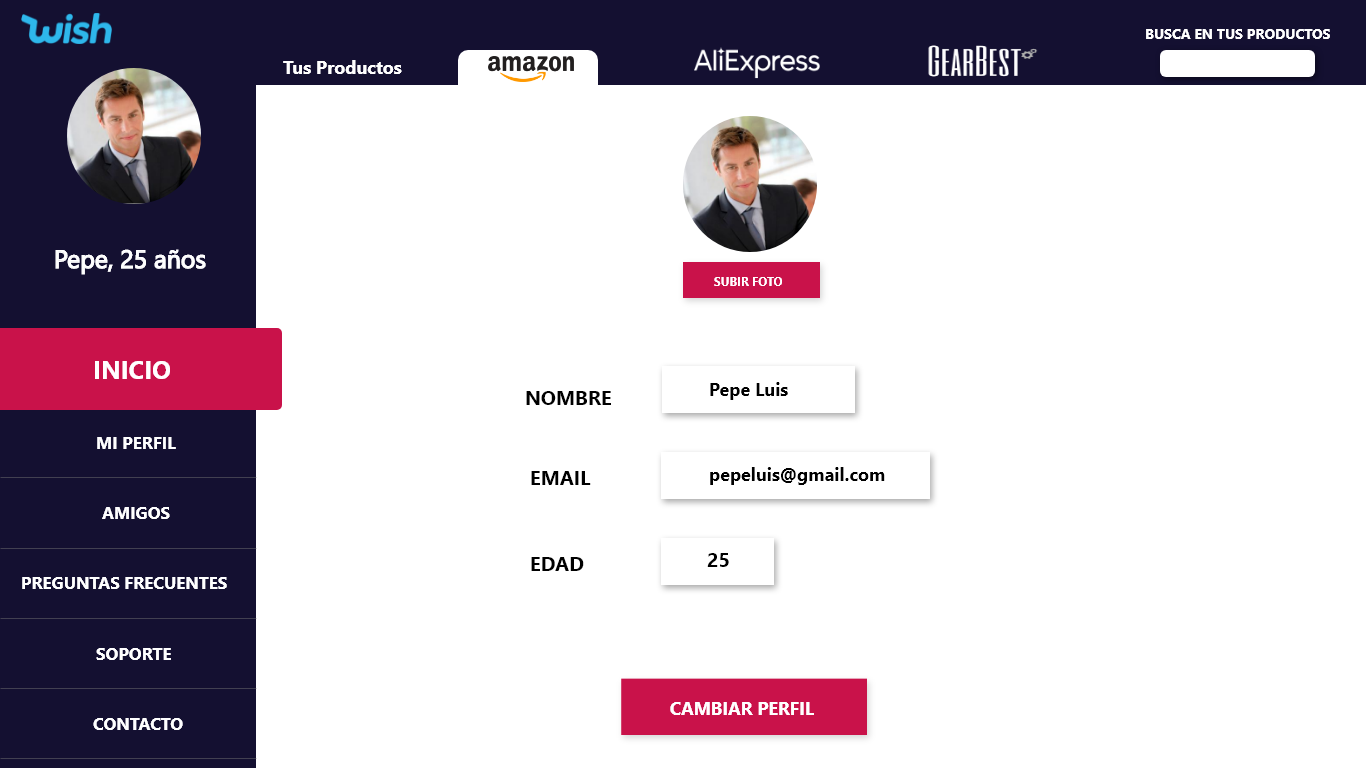 wish
Tus Productos
amazon
AliExpress
GEARBEST
BUSCA EN TUS PRODUCTOS
Pepe, 25 años
INICIO
MI PERFIL
AMIGOS
PREGUNTAS FRECUENTES
SOPORTE
CONTACTO
SUBIR FOTO
NOMBRE
Pepe Luis
EMAIL
pepeluis@gmail.com
EDAD
25
CAMBIAR PERFIL